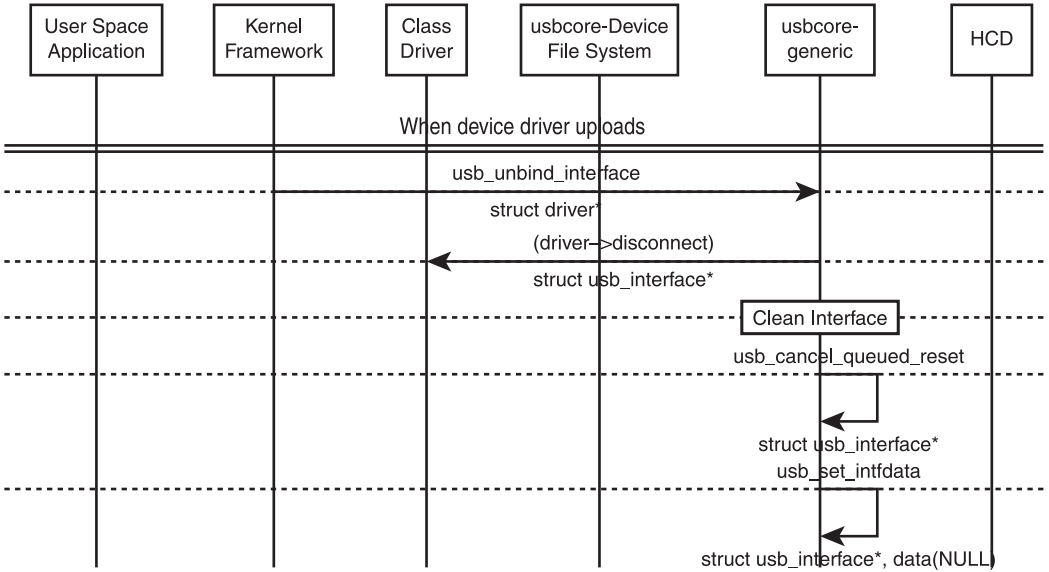 User Space
Application
Kernel
Framework
Class
Driver
usbcore-Device
File System
usbcore-
generic
HCD
When device driver uploads
usb_unbind_interface
struct driver*
(driver–>disconnect)
struct usb_interface*
Clean Interface
usb_cancel_queued_reset
struct usb_interface*
usb_set_intfdata
struct usb_interface*, data(NULL)